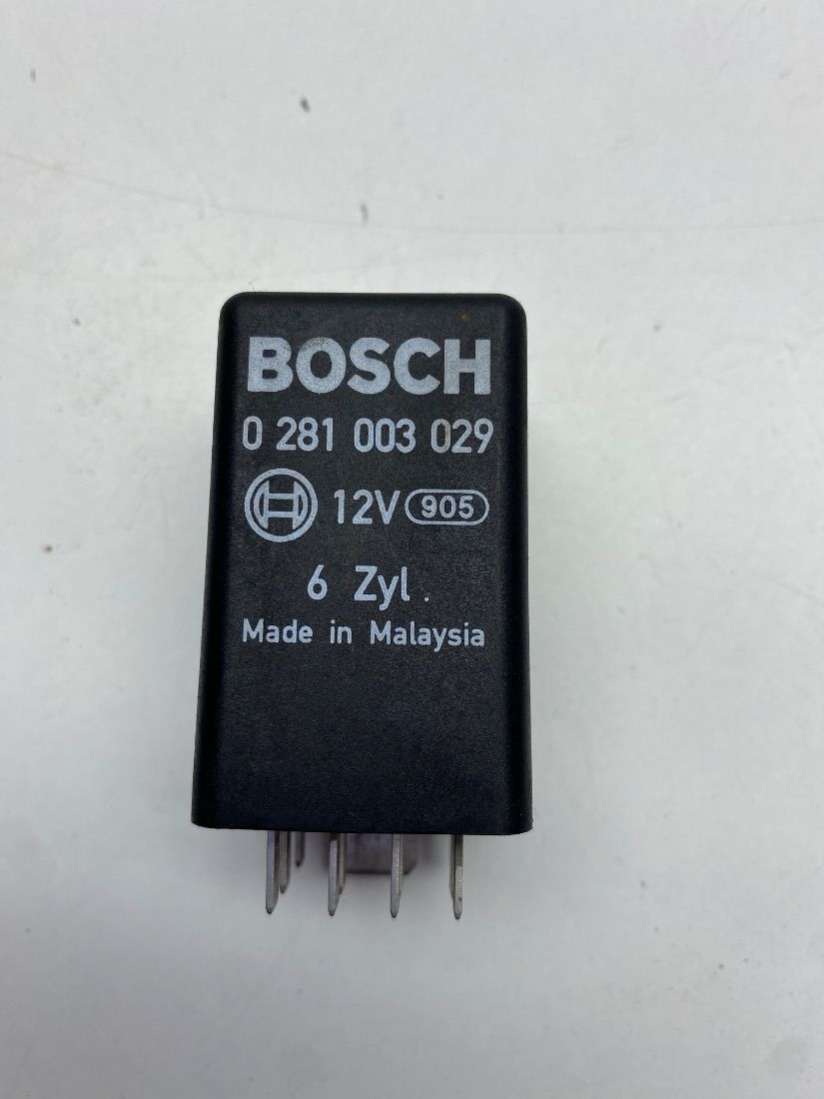 BOSCH
0 281 003 029
12V 905
6 Zyl.
Made in Malaysia